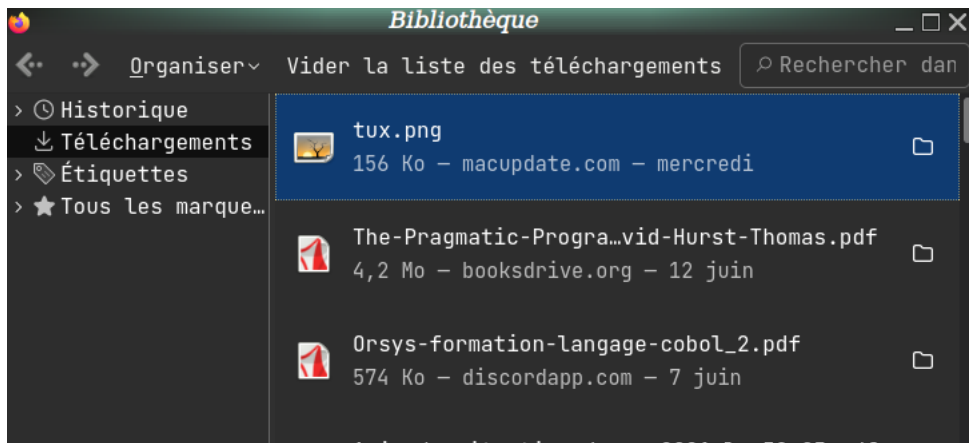 Bibliothèque
Organiser Vider la liste des téléchargements Rechercher dan
Historique
Téléchargements
Étiquettes
Tous les marque…
tux.png
156 Ko — macupdate.com — mercredi
The-Pragmatic-Progra…vid-Hurst-Thomas.pdf
4,2 Mo — booksdrive.org — 12 juin
Orsys-formation-langage-cobol_2.pdf
574 Ko — discordapp.com — 7 juin